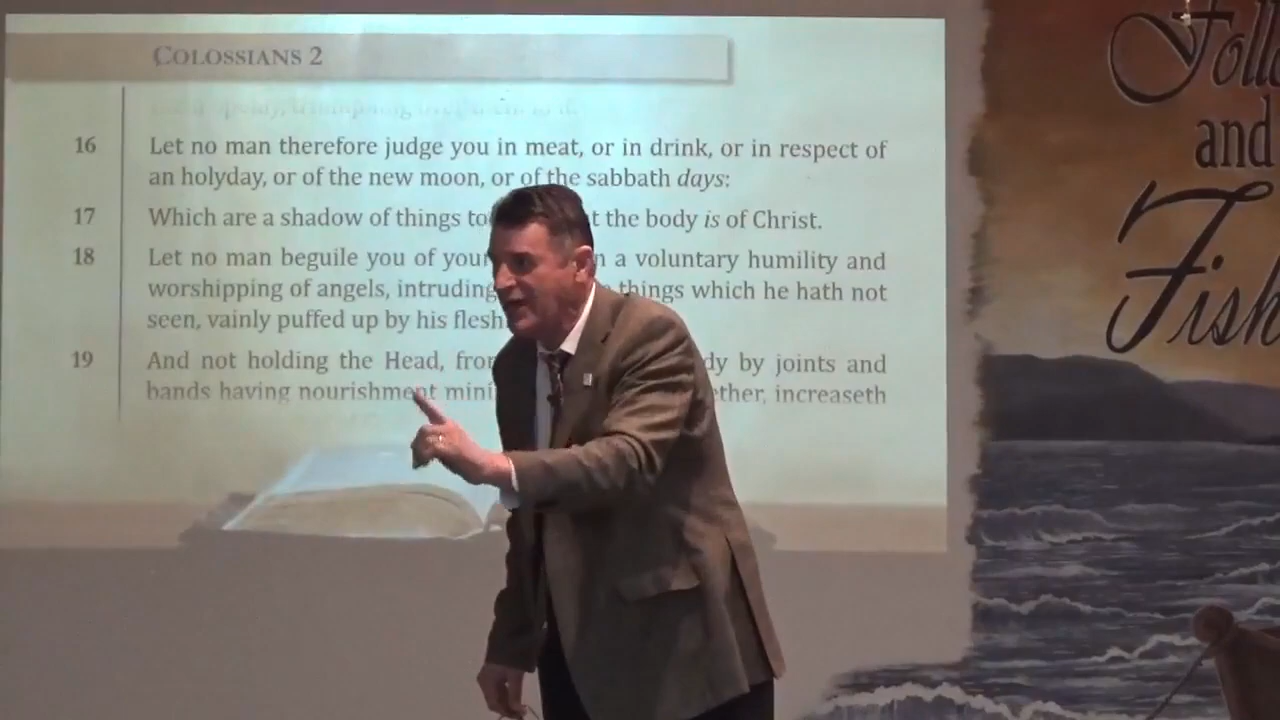 COLOSSIANS 2
16 Let no man therefore judge you in meat, or in drink, or in respect of
an holyday, or of the new moon, or of the sabbath days:
17 Which are a shadow of things to the body is of Christ.
18 Let no man beguile you of your a voluntary humility and
worshipping of angels, intruding things which he hath not
seen, vainly puffed up by his
19 And not holding the Head, by joints and
bands having nourishment increaseth
and